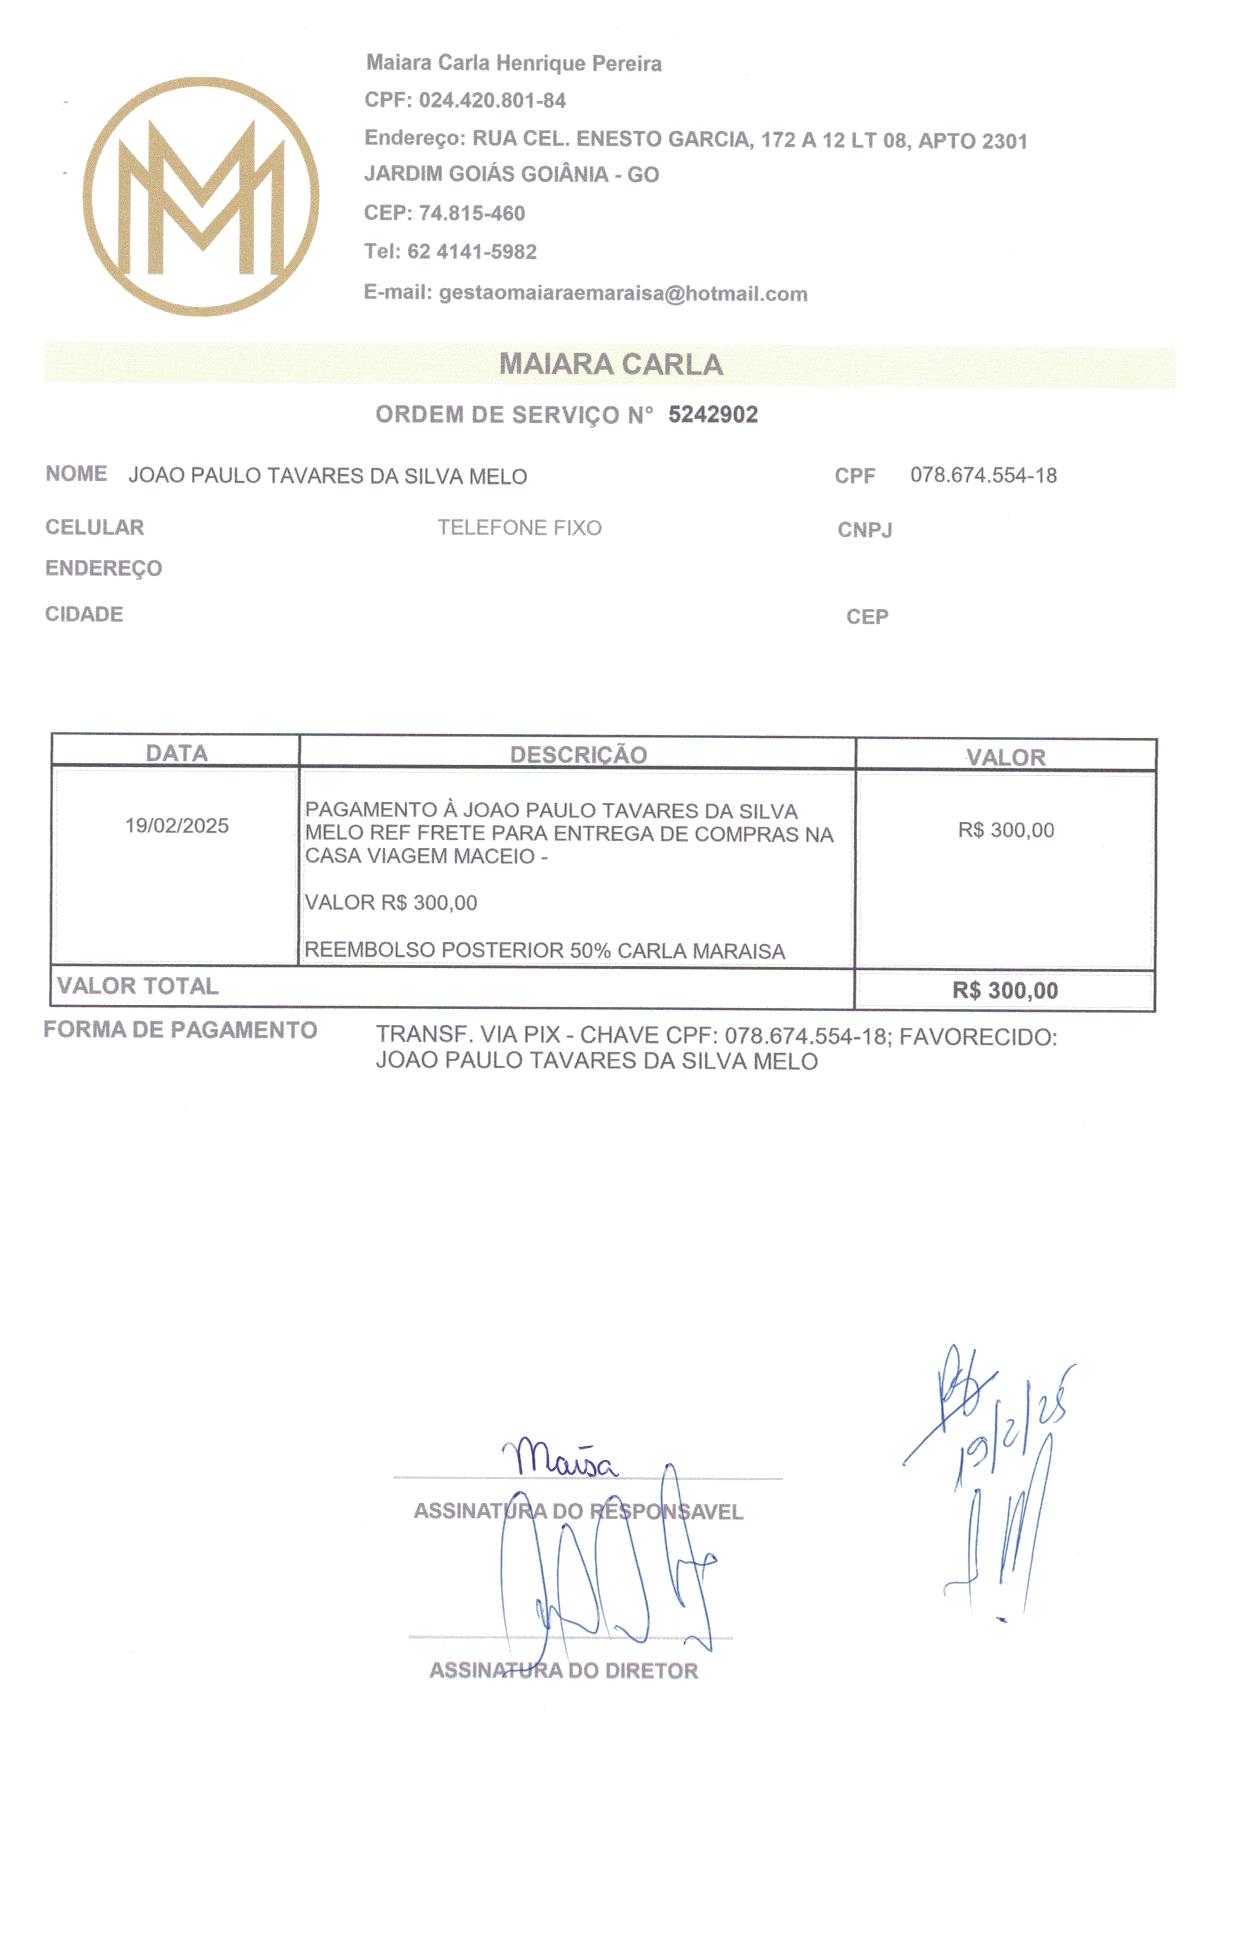 Maiara Carla Henrique Pereira
CPF: 024.420.801-84
Endereço: RUA CEL. ENESTO GARCIA, 172 A 12 LT 08, APTO 2301
JARDIM GOIÁS GOIÂNIA - GO
CEP: 74.815-460
Tel: 62 4141-5982
E-mail: gestaomaiaraemaraisa@hotmail.com
MAIARA CARLA
ORDEM DE SERVIÇO N° 5242902
NOME JOAO PAULO TAVARES DA SILVA MELO CPF 078.674.554-18
CELULAR TELEFONE FIXO CNPJ
ENDEREÇO
CIDADE CEP
DATA DESCRIÇÃO VALOR
PAGAMENTO À JOAO PAULO TAVARES DA SILVA
19/02/2025 MELO REF FRETE PARA ENTREGA DE COMPRAS NA R$ 300,00
CASA VIAGEM MACEIO -
VALOR R$ 300,00
REEMBOLSO POSTERIOR 50% CARLA MARAISA
VALOR TOTAL R$ 300,00
FORMA DE PAGAMENTO TRANSF. VIA PIX - CHAVE CPF: 078.674.554-18; FAVORECIDO:
JOAO PAULO TAVARES DA SILVA MELO
19/2/25
Maísa
ASSINATURA DO RESPONSAVEL
ASSINATURA DO DIRETOR